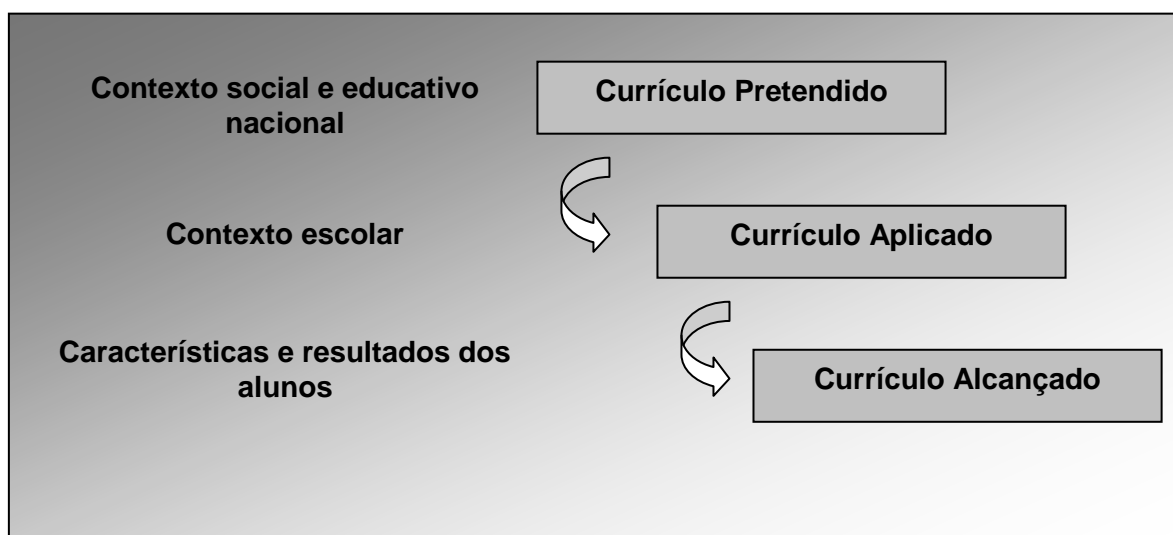 Contexto social e educativo
nacional
Currículo Pretendido
Contexto escolar
Currículo Aplicado
Características e resultados dos
alunos
Currículo Alcançado